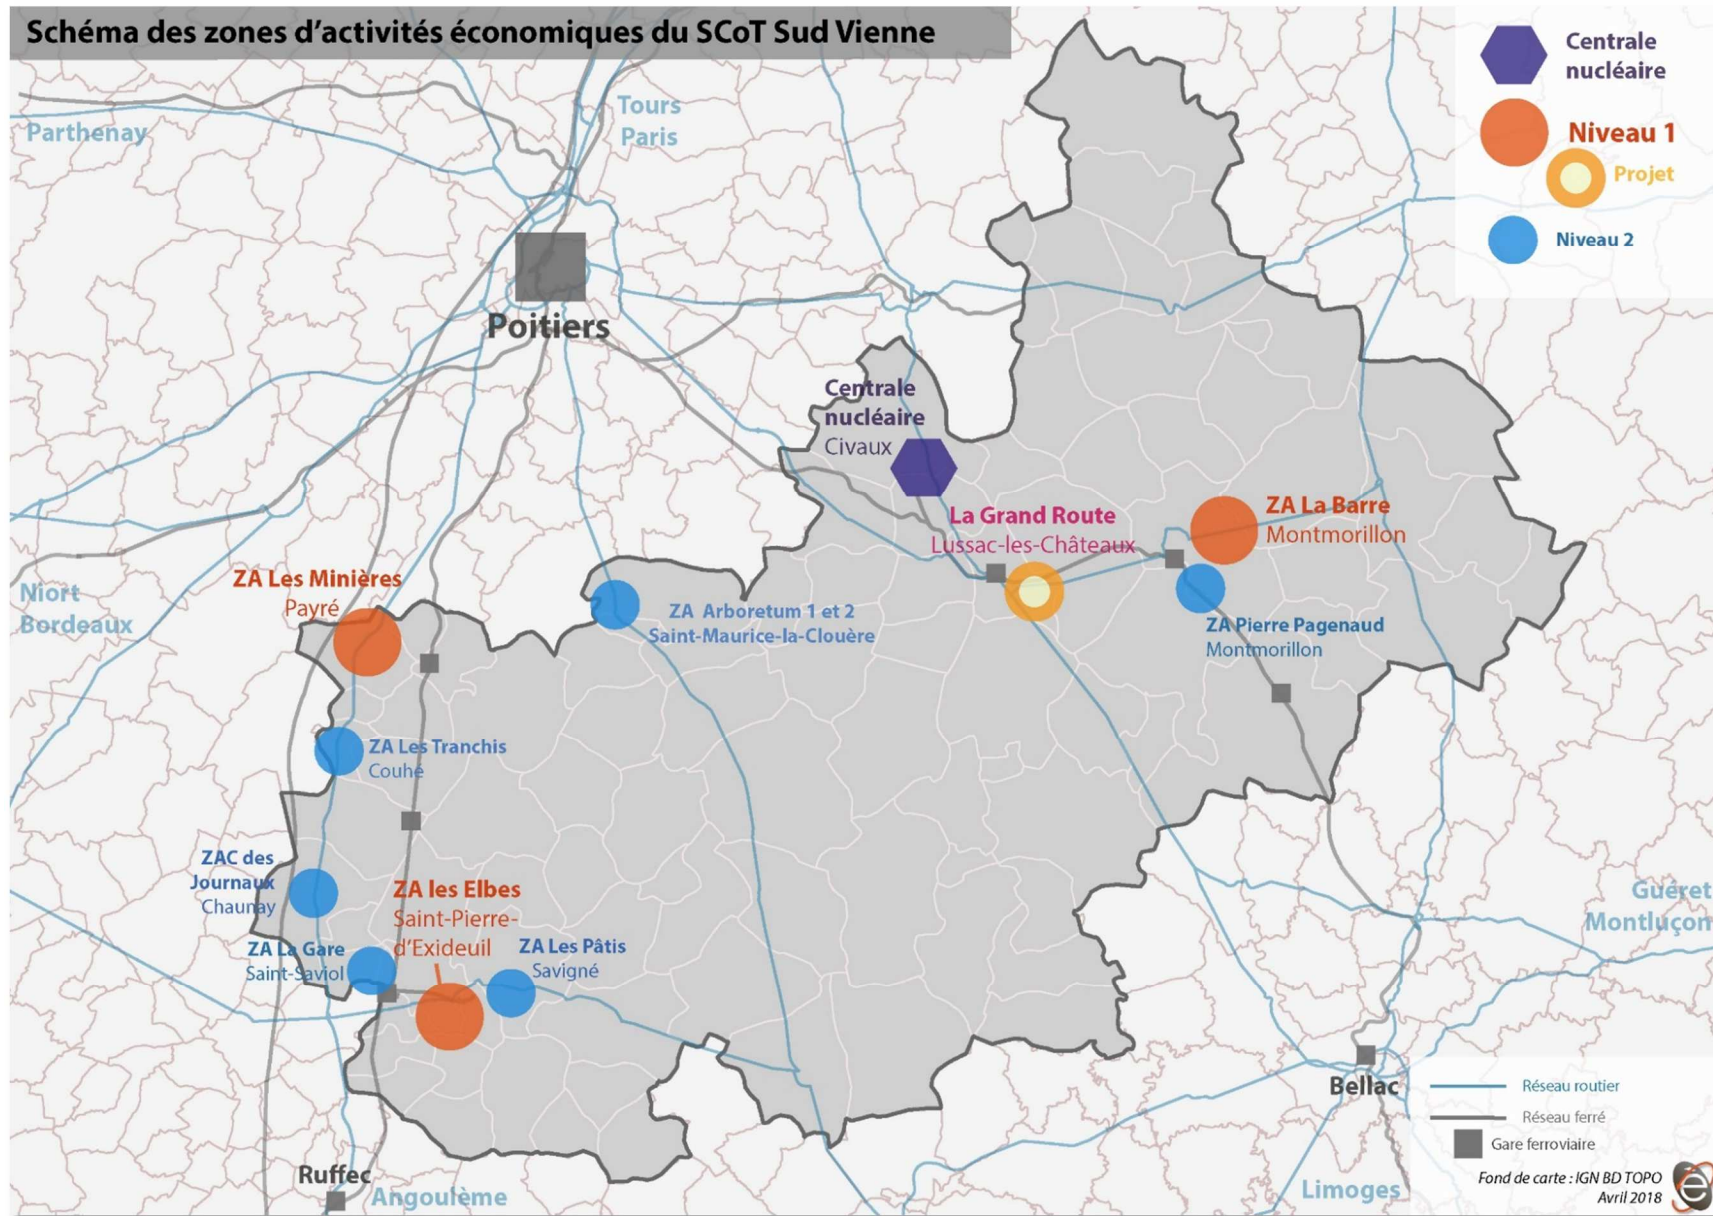 Schéma des zones d'activités économiques du SCoT Sud Vienne
Centrale
nucléaire
Niveau 1
Projet
Niveau 2
Parthenay
Tours
Paris
Poitiers
Centrale
nucléaire
Civaux
La Grand Route
Lussac-les-Châteaux
ZA La Barre
Montmorillon
ZA Les Minières
Payré
Niort
Bordeaux
ZA Arboretum 1 et 2
Saint-Maurice-la-Clouère
ZA Pierre Pagenaud
Montmorillon
ZA Les Tranchis
Couhé
ZAC des
Journaux
Chaunay
ZA les Elbes
Saint-Pierre-
d'Exideuil
ZA La Gare
Saint-Saviol
ZA Les Pâtis
Savigné
Guéret
Montluçon
Bellac
Ruffec
Angoulème
Limoges
Réseau routier
Réseau ferré
Gare ferroviaire
Fond de carte : IGN BD TOPO
Avril 2018